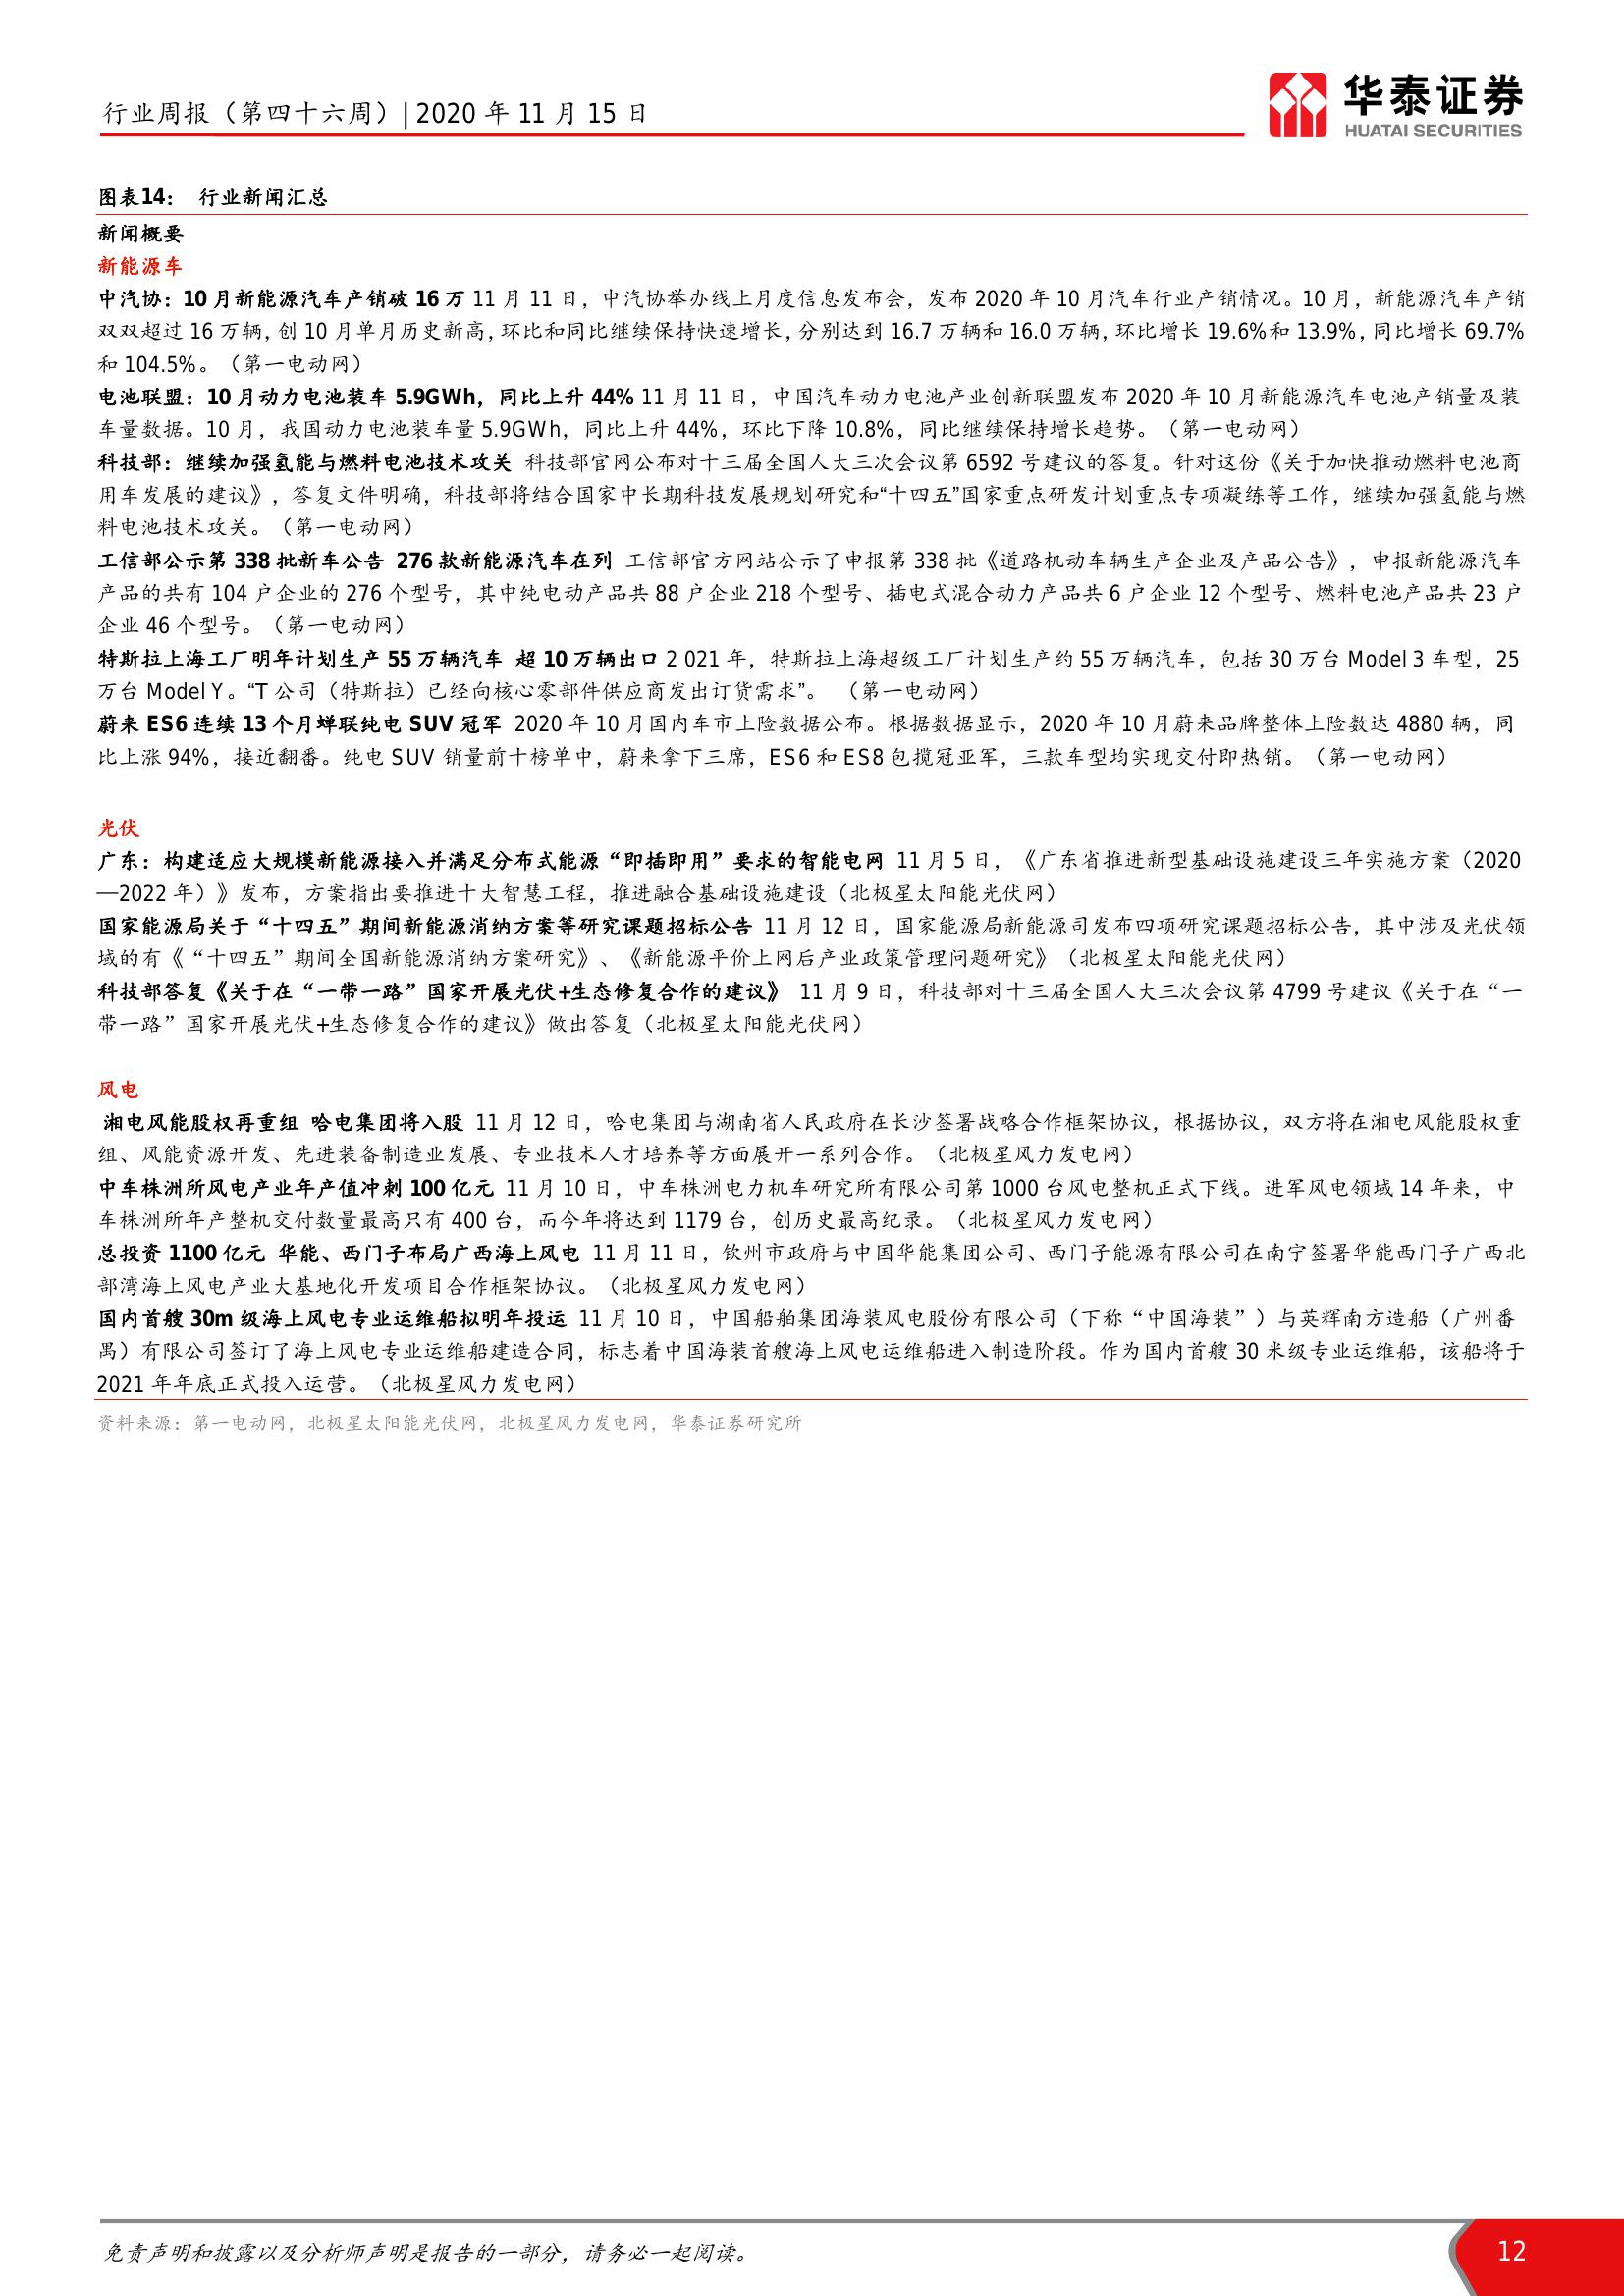 行业周报（第四十六周）| 2020 年 11 月 15 日
华泰证券
HUATAI SECURITIES
图表14： 行业新闻汇总
新闻概要
新能源车
中汽协：10 月新能源汽车产销破 16 万 11 月 11 日，中汽协举办线上月度信息发布会，发布 2020 年 10 月汽车行业产销情况。10 月，新能源汽车产销
双双超过 16 万辆，创 10 月单月历史新高，环比和同比继续保持快速增长，分别达到 16.7 万辆和 16.0 万辆，环比增长 19.6%和 13.9%，同比增长 69.7%
和 104.5%。（第一电动网）
电池联盟：10 月动力电池装车 5.9GWh，同比上升 44% 11 月 11 日，中国汽车动力电池产业创新联盟发布 2020 年 10 月新能源汽车电池产销量及装
车量数据。10 月，我国动力电池装车量 5.9GWh，同比上升 44%，环比下降 10.8%，同比继续保持增长趋势。（第一电动网）
科技部：继续加强氢能与燃料电池技术攻关 科技部官网公布对十三届全国人大三次会议第 6592 号建议的答复。针对这份《关于加快推动燃料电池商
用车发展的建议》，答复文件明确，科技部将结合国家中长期科技发展规划研究和“十四五”国家重点研发计划重点专项凝练等工作，继续加强氢能与燃
料电池技术攻关。（第一电动网）
工信部公示第 338 批新车公告 276 款新能源汽车在列 工信部官方网站公示了申报第 338 批《道路机动车辆生产企业及产品公告》，申报新能源汽车
产品的共有 104 户企业的 276 个型号，其中纯电动产品共 88 户企业 218 个型号、插电式混合动力产品共 6 户企业 12 个型号、燃料电池产品共 23 户
企业 46 个型号。（第一电动网）
特斯拉上海工厂明年计划生产 55 万辆汽车 超 10 万辆出口 2 021 年，特斯拉上海超级工厂计划生产约 55 万辆汽车，包括 30 万台 Model 3 车型，25
万台 Model Y。“T 公司（特斯拉）已经向核心零部件供应商发出订货需求”。 （第一电动网）
蔚来 ES6 连续 13 个月蝉联纯电 SUV 冠军 2020 年 10 月国内车市上险数据公布。根据数据显示，2020 年 10 月蔚来品牌整体上险数达 4880 辆，同
比上涨 94%，接近翻番。纯电 SUV 销量前十榜单中，蔚来拿下三席，ES6 和 ES8 包揽冠亚军，三款车型均实现交付即热销。（第一电动网）
光伏
广东：构建适应大规模新能源接入并满足分布式能源“即插即用”要求的智能电网 11 月 5 日，《广东省推进新型基础设施建设三年实施方案（2020
—2022 年）》发布，方案指出要推进十大智慧工程，推进融合基础设施建设（北极星太阳能光伏网）
国家能源局关于“十四五”期间新能源消纳方案等研究课题招标公告 11 月 12 日，国家能源局新能源司发布四项研究课题招标公告，其中涉及光伏领
域的有《“十四五”期间全国新能源消纳方案研究》、《新能源平价上网后产业政策管理问题研究》（北极星太阳能光伏网）
科技部答复《关于在“一带一路”国家开展光伏+生态修复合作的建议》 11 月 9 日，科技部对十三届全国人大三次会议第 4799 号建议《关于在“一
带一路”国家开展光伏+生态修复合作的建议》做出答复（北极星太阳能光伏网）
风电
湘电风能股权再重组 哈电集团将入股 11 月 12 日，哈电集团与湖南省人民政府在长沙签署战略合作框架协议，根据协议，双方将在湘电风能股权重
组、风能资源开发、先进装备制造业发展、专业技术人才培养等方面展开一系列合作。（北极星风力发电网）
中车株洲所风电产业年产值冲刺 100 亿元 11 月 10 日，中车株洲电力机车研究所有限公司第 1000 台风电整机正式下线。进军风电领域 14 年来，中
车株洲所年产整机交付数量最高只有 400 台，而今年将达到 1179 台，创历史最高纪录。（北极星风力发电网）
总投资 1100 亿元 华能、西门子布局广西海上风电 11 月 11 日，钦州市政府与中国华能集团公司、西门子能源有限公司在南宁签署华能西门子广西北
部湾海上风电产业大基地化开发项目合作框架协议。（北极星风力发电网）
国内首艘 30m 级海上风电专业运维船拟明年投运 11 月 10 日，中国船舶集团海装风电股份有限公司（下称“中国海装”）与英辉南方造船（广州番
禺）有限公司签订了海上风电专业运维船建造合同，标志着中国海装首艘海上风电运维船进入制造阶段。作为国内首艘 30 米级专业运维船，该船将于
2021 年年底正式投入运营。（北极星风力发电网）
资料来源：第一电动网，北极星太阳能光伏网，北极星风力发电网，华泰证券研究所
免责声明和披露以及分析师声明是报告的一部分，请务必一起阅读。
12